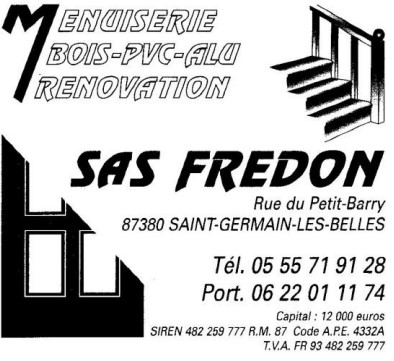 MENUISERIE
BOIS-PVC-ALU
RENOVATION
SAS FREDON
Rue du Petit-Barry
87380 SAINT-GERMAIN-LES-BELLES
Tél. 05 55 71 91 28
Port. 06 22 01 11 74
Capital : 12 000 euros
SIREN 482 259 777 R.M. 87 Code A.P.E. 4332A
T.V.A. FR 93 482 259 777